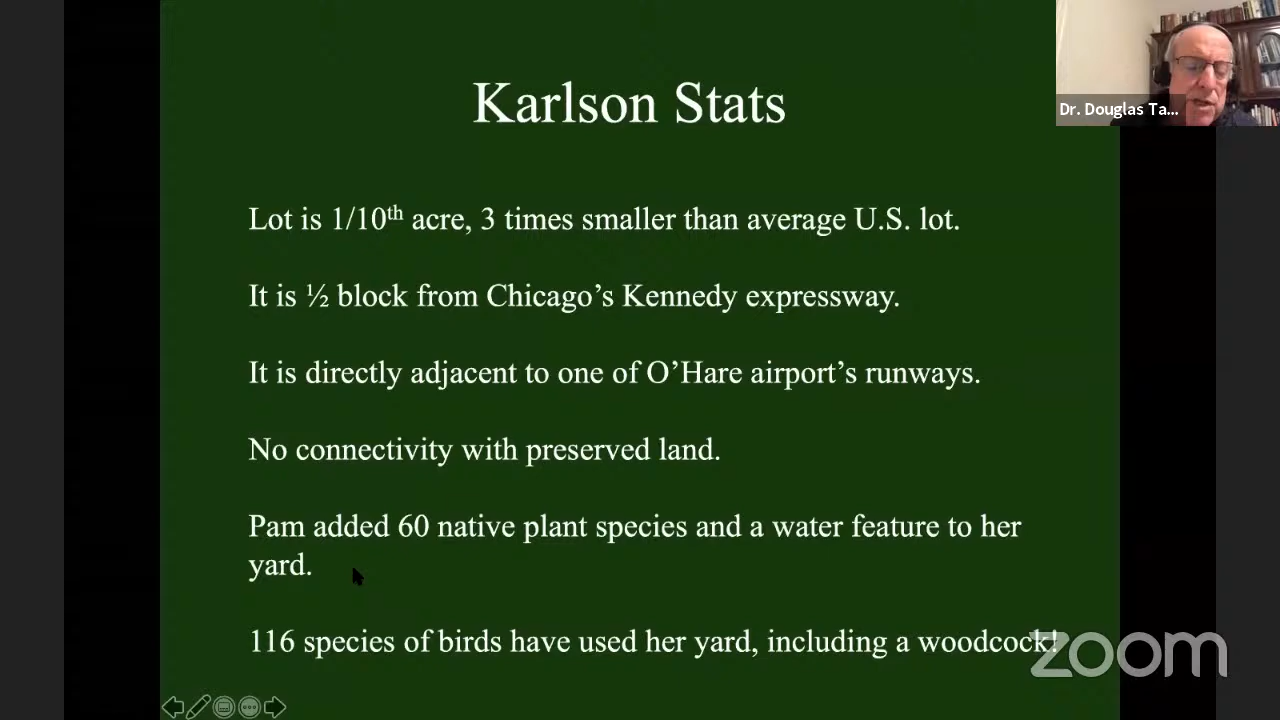 Karlson Stats
Dr. Douglas Ta...
Lot is 1/10th acre, 3 times smaller than average U.S. lot.
It is ½ block from Chicago’s Kennedy expressway.
It is directly adjacent to one of O’Hare airport’s runways.
No connectivity with preserved land.
Pam added 60 native plant species and a water feature to her
yard.
116 species of birds have used her yard, including a woodcock!
zoom